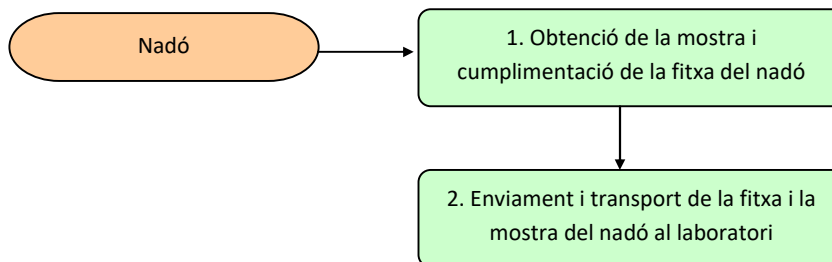 Nadó
1. Obtenció de la mostra i
cumplimentació de la fitxa del nadó
2. Enviament i transport de la fitxa i la
mostra del nadó al laboratori